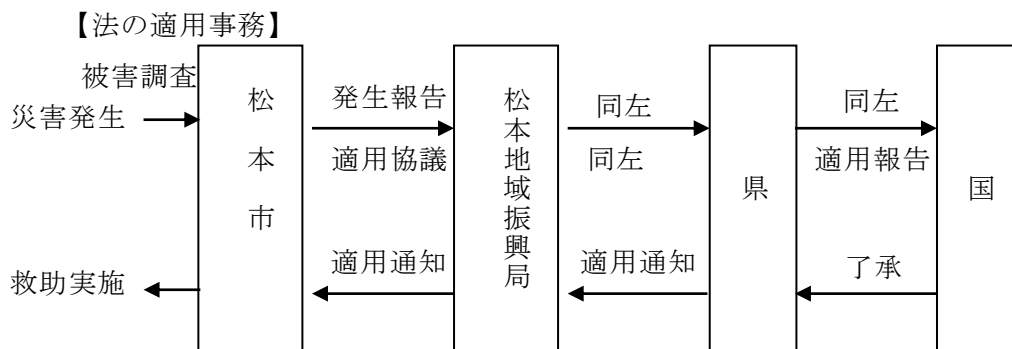 【法の適用事務】
被害調査
災害発生
松本市
発生報告
適用協議
松本地域振興局
同左
同左
県
同左
適用報告
国
救助実施
適用通知
適用通知
了承